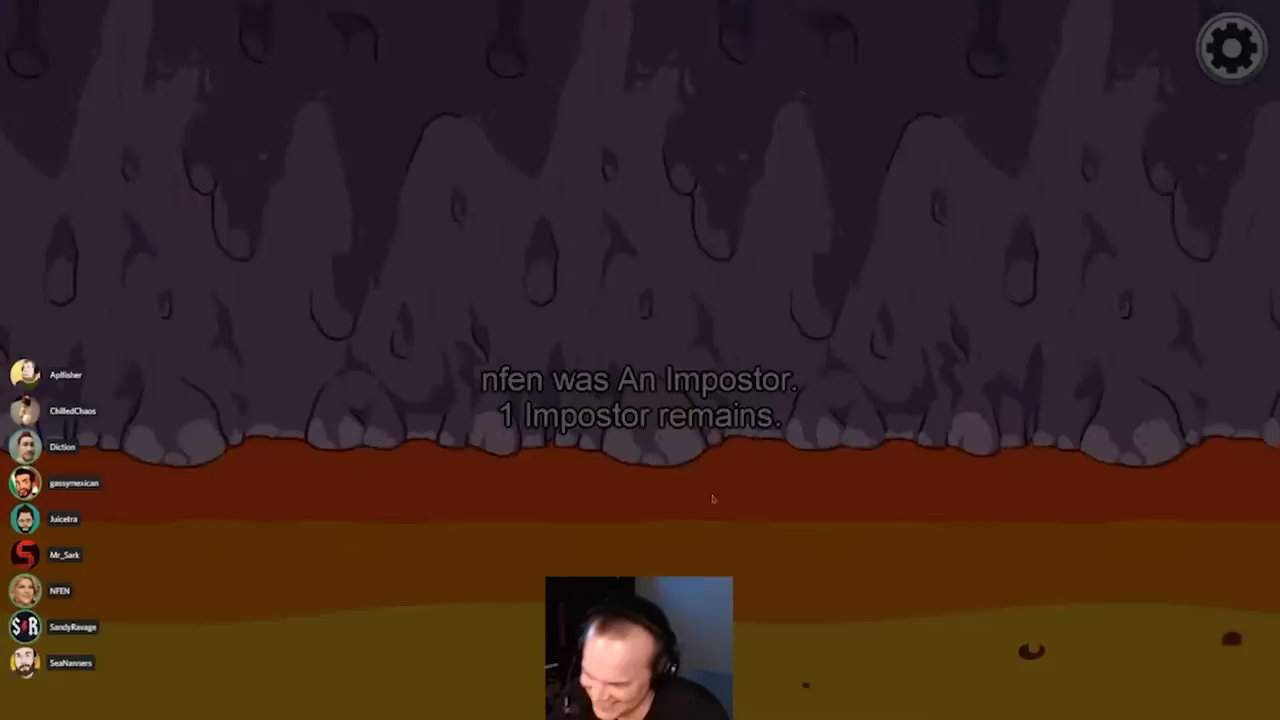 nfen was An Impostor.
1 Impostor remains.
Aplfisher
ChilledChaos
Diction
gassymexican
Juicetra
Mr_Sark
NFEN
SandyRavage
SeaNanners